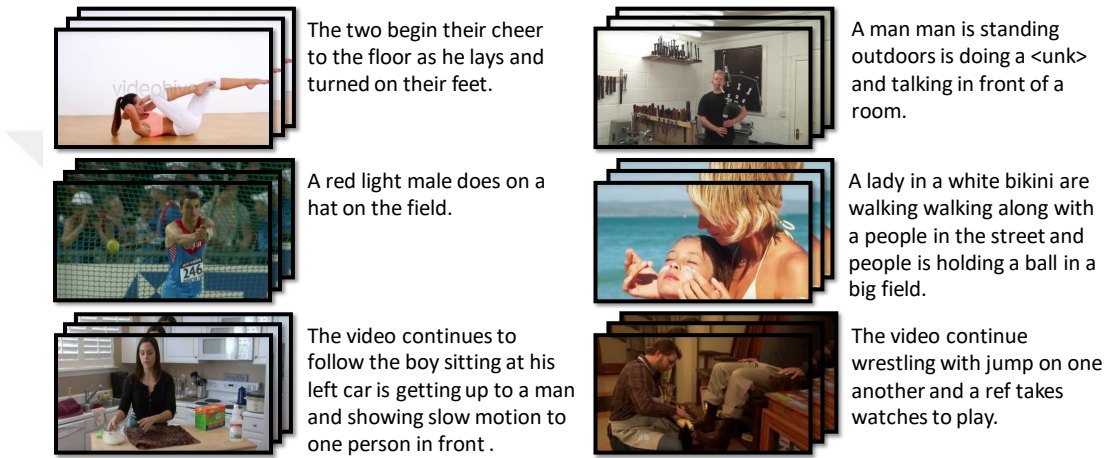 The two begin their cheer
to the floor as he lays and
turned on their feet.
videohive
A man man is standing
outdoors is doing a <unk>
and talking in front of a
room.
A red light male does on a
hat on the field.
246
A lady in a white bikini are
walking walking along with
a people in the street and
people is holding a ball in a
big field.
The video continues to
follow the boy sitting at his
left car is getting up to a man
and showing slow motion to
one person in front .
The video continue
wrestling with jump on one
another and a ref takes
watches to play.